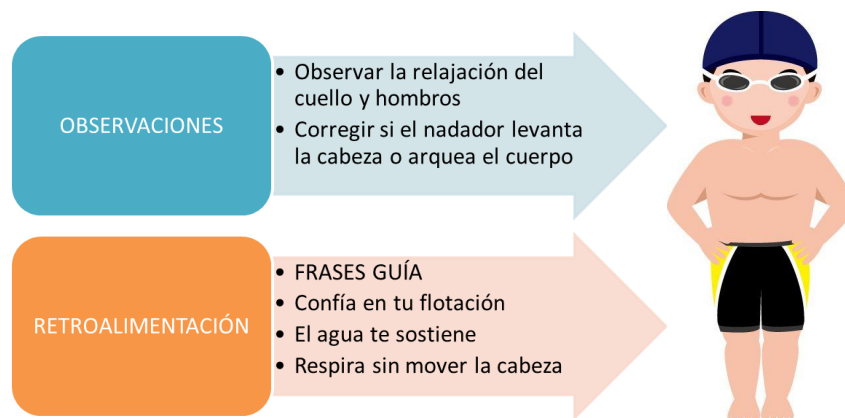 OBSERVACIONES
• Observar la relajación del
cuello y hombros
• Corregir si el nadador levanta
la cabeza o arquea el cuerpo
RETROALIMENTACIÓN
• FRASES GUÍA
• Confía en tu flotación
• El agua te sostiene
• Respira sin mover la cabeza